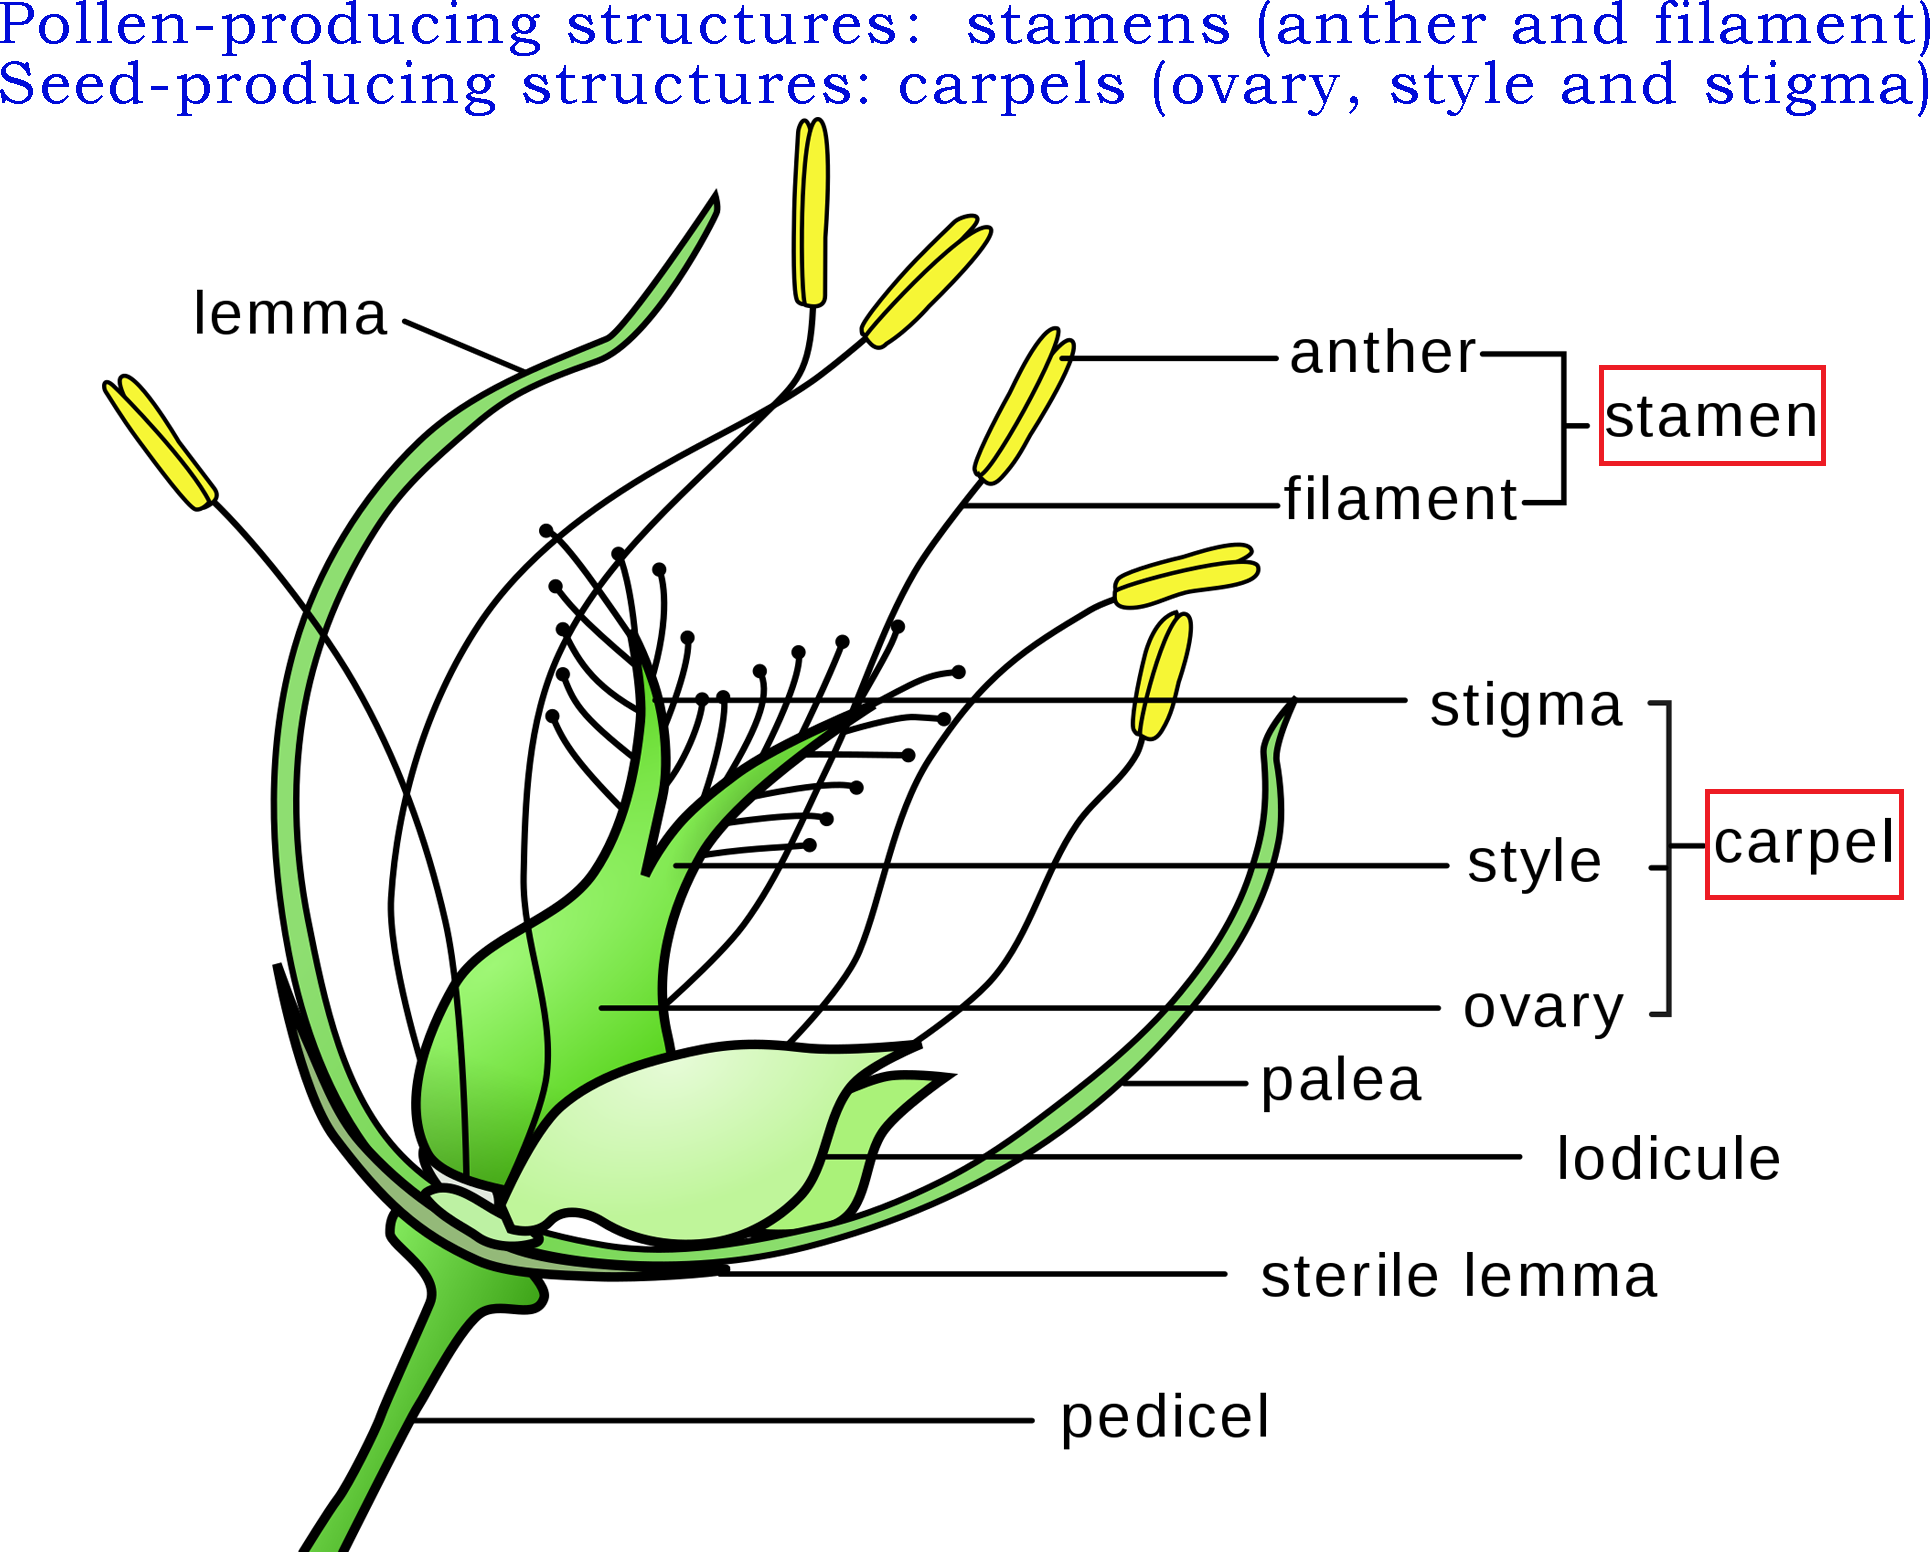 Pollen-producing structures: stamens (anther and filament)
Seed-producing structures: carpels (ovary, style and stigma)
lemma
anther
stamen
filament
stigma
style
carpel
ovary
palea
lodicule
sterile lemma
pedicel